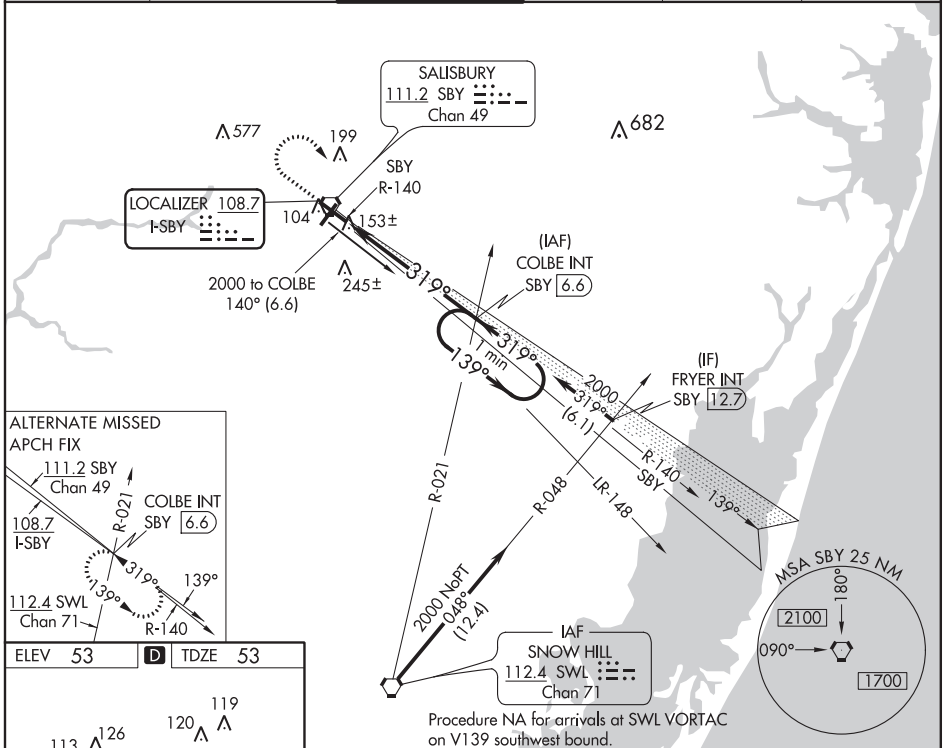 SALISBURY
111.2 SBY
Chan 49
577
199
682
SBY
R-140
LOCALIZER 108.7
I-SBY
104
153±
245±
2000 to COLBE
140° (6.6)
319°
(IAF)
COLBE INT
SBY 6.6
319°
1 min
139°
(IF)
FRYER INT
SBY 12.7
2000
319°
(6.1)
R-140
SBY
139°
LR-148
R-021
R-048
2000 NoPT
048°
(12.4)
IAF
SNOW HILL
112.4 SWL
Chan 71
Procedure NA for arrivals at SWL VORTAC
on V139 southwest bound.
MSA SBY 25 NM
180°
2100
090°
1700
ALTERNATE MISSED
APCH FIX
111.2 SBY
Chan 49
R-021
COLBE INT
SBY 6.6
108.7
I-SBY
319°
139°
139°
112.4 SWL
Chan 71
R-140
ELEV 53 D TDZE 53
119
120
126
113